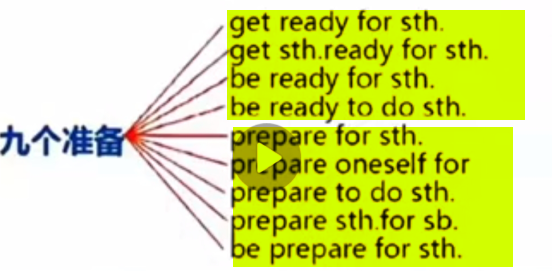 get ready for sth.
get sth.ready for sth.
be ready for sth.
be ready to do sth.
九个准备
prepare for sth.
prepare oneself for
prepare to do sth.
prepare sth.for sb.
be prepare for sth.